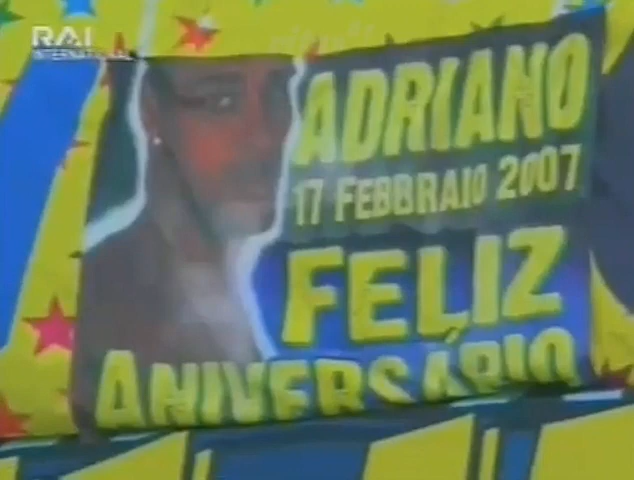 RAI
INTERNATIONAL
ADRIANO
17 FEBBRAIO 2007
FELIZ
ANIVERSÁRIO